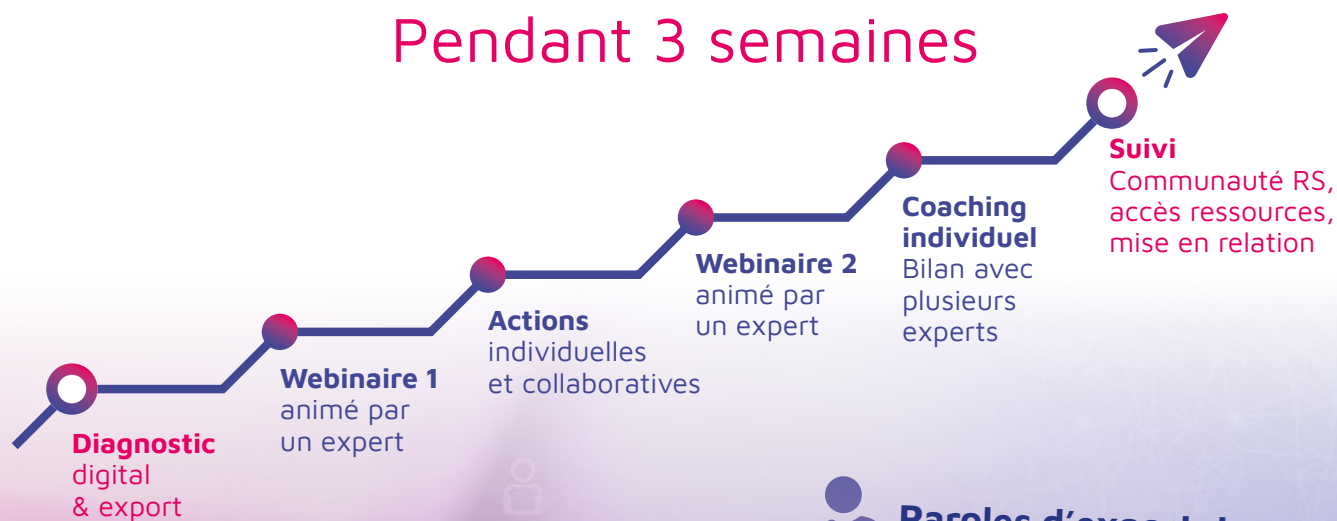 Pendant 3 semaines
Suivi
Communauté RS,
accès ressources,
mise en relation
Coaching
individuel
Bilan avec
plusieurs
experts
Webinaire 2
animé par
un expert
Actions
individuelles
et collaboratives
Webinaire 1
animé par
un expert
Diagnostic
digital
& export